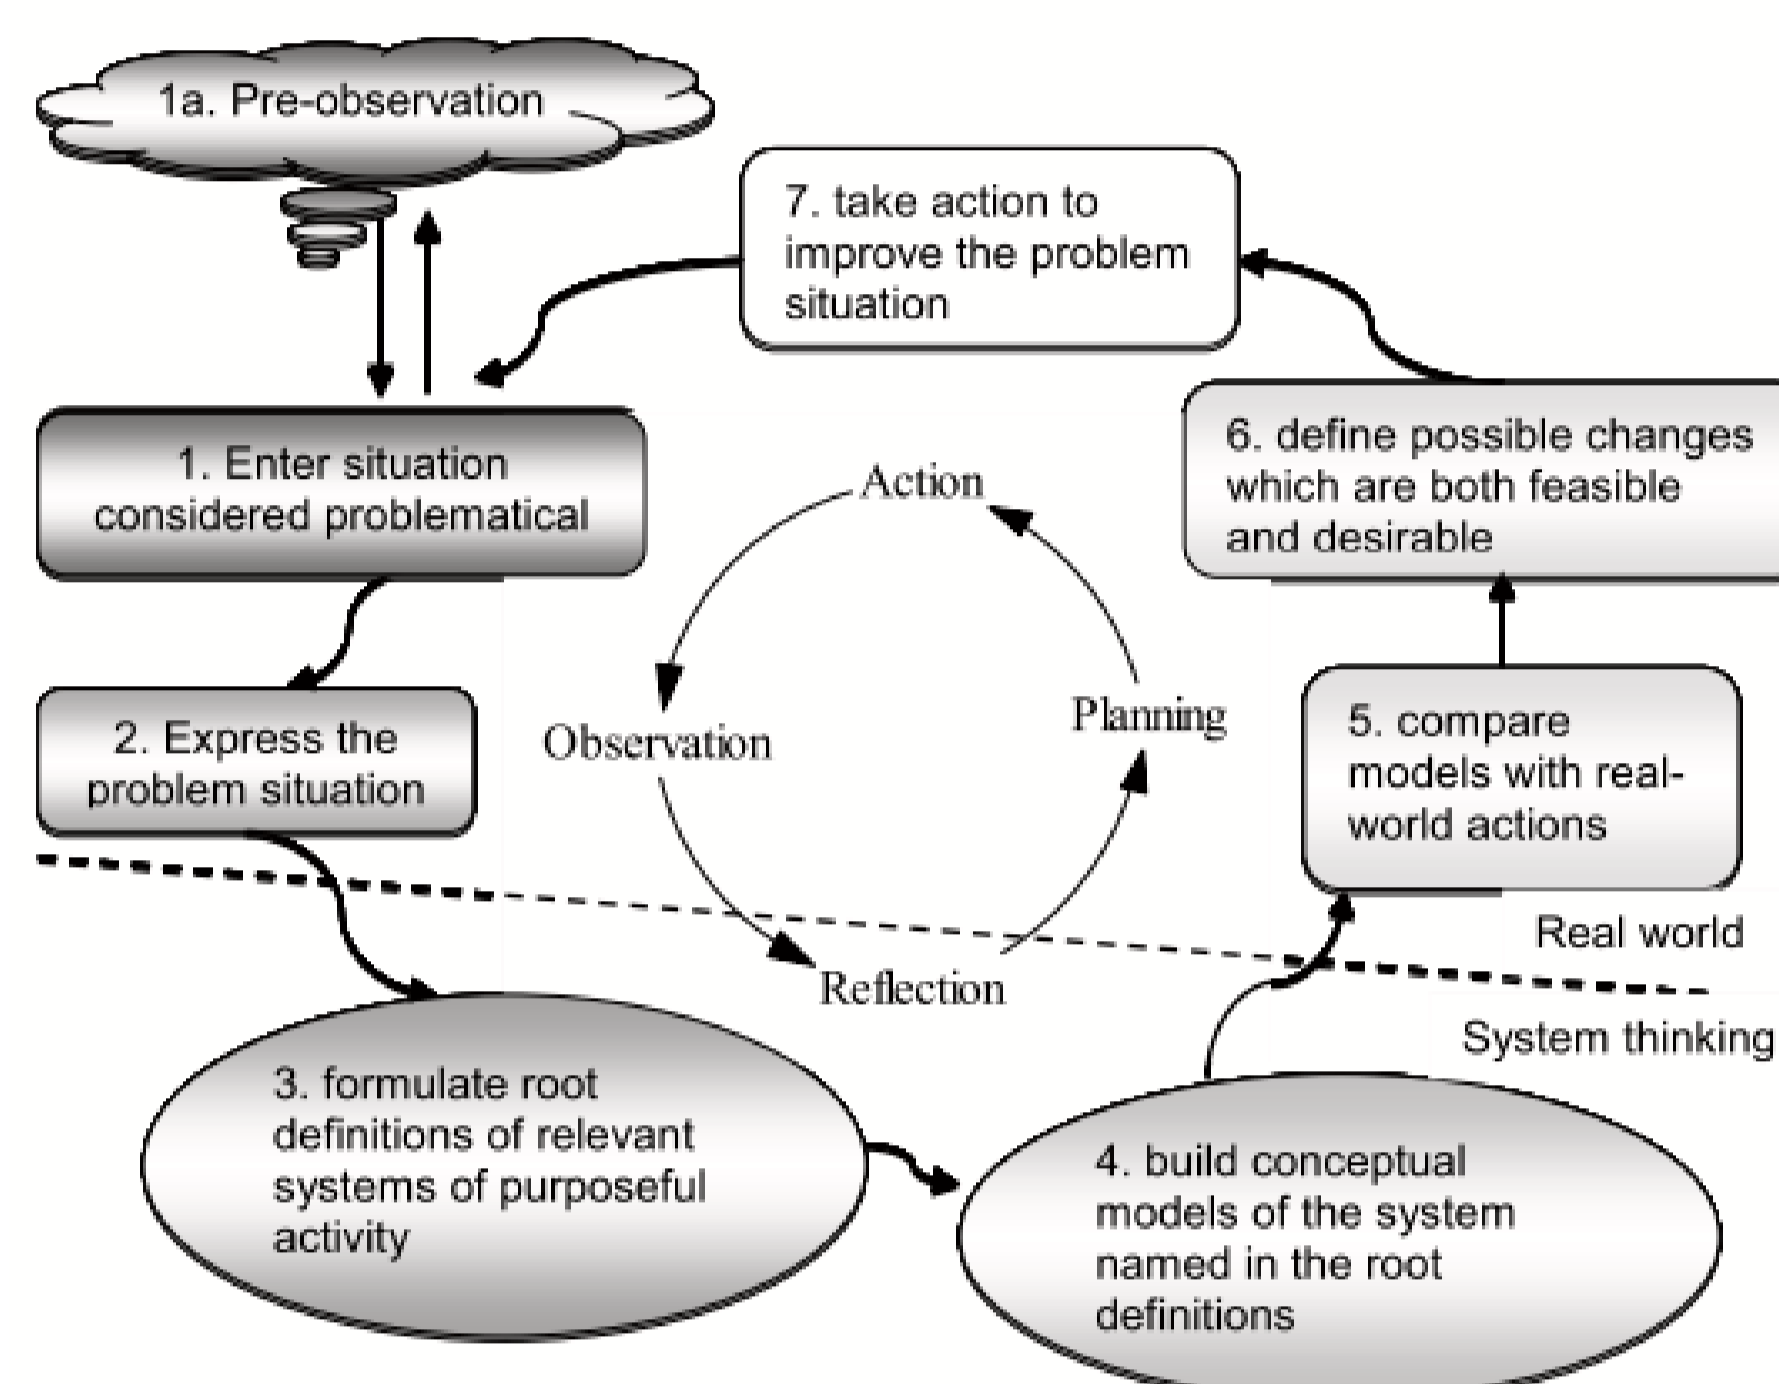 1a. Pre-observation
7. take action to
improve the problem
situation
1. Enter situation
considered problematical
6. define possible changes
which are both feasible
and desirable
Action
2. Express the
problem situation
Observation
Planning
5. compare
models with real-
world actions
Real world
Reflection
System thinking
3. formulate root
definitions of relevant
systems of purposeful
activity
4. build conceptual
models of the system
named in the root
definitions